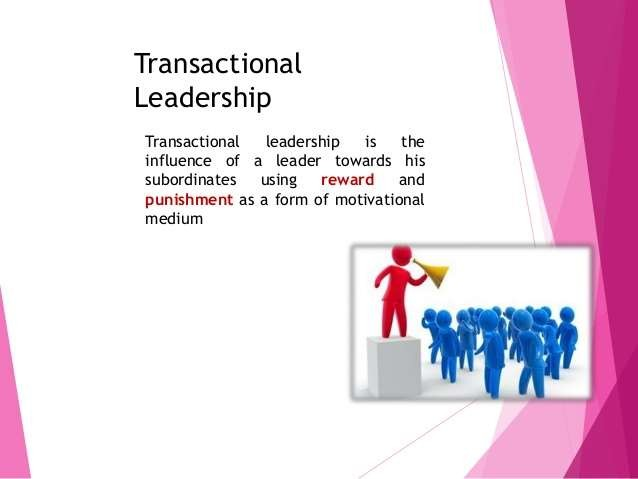 Transactional
Leadership
Transactional leadership is the
influence of a leader towards his
subordinates using reward and
punishment as a form of motivational
medium